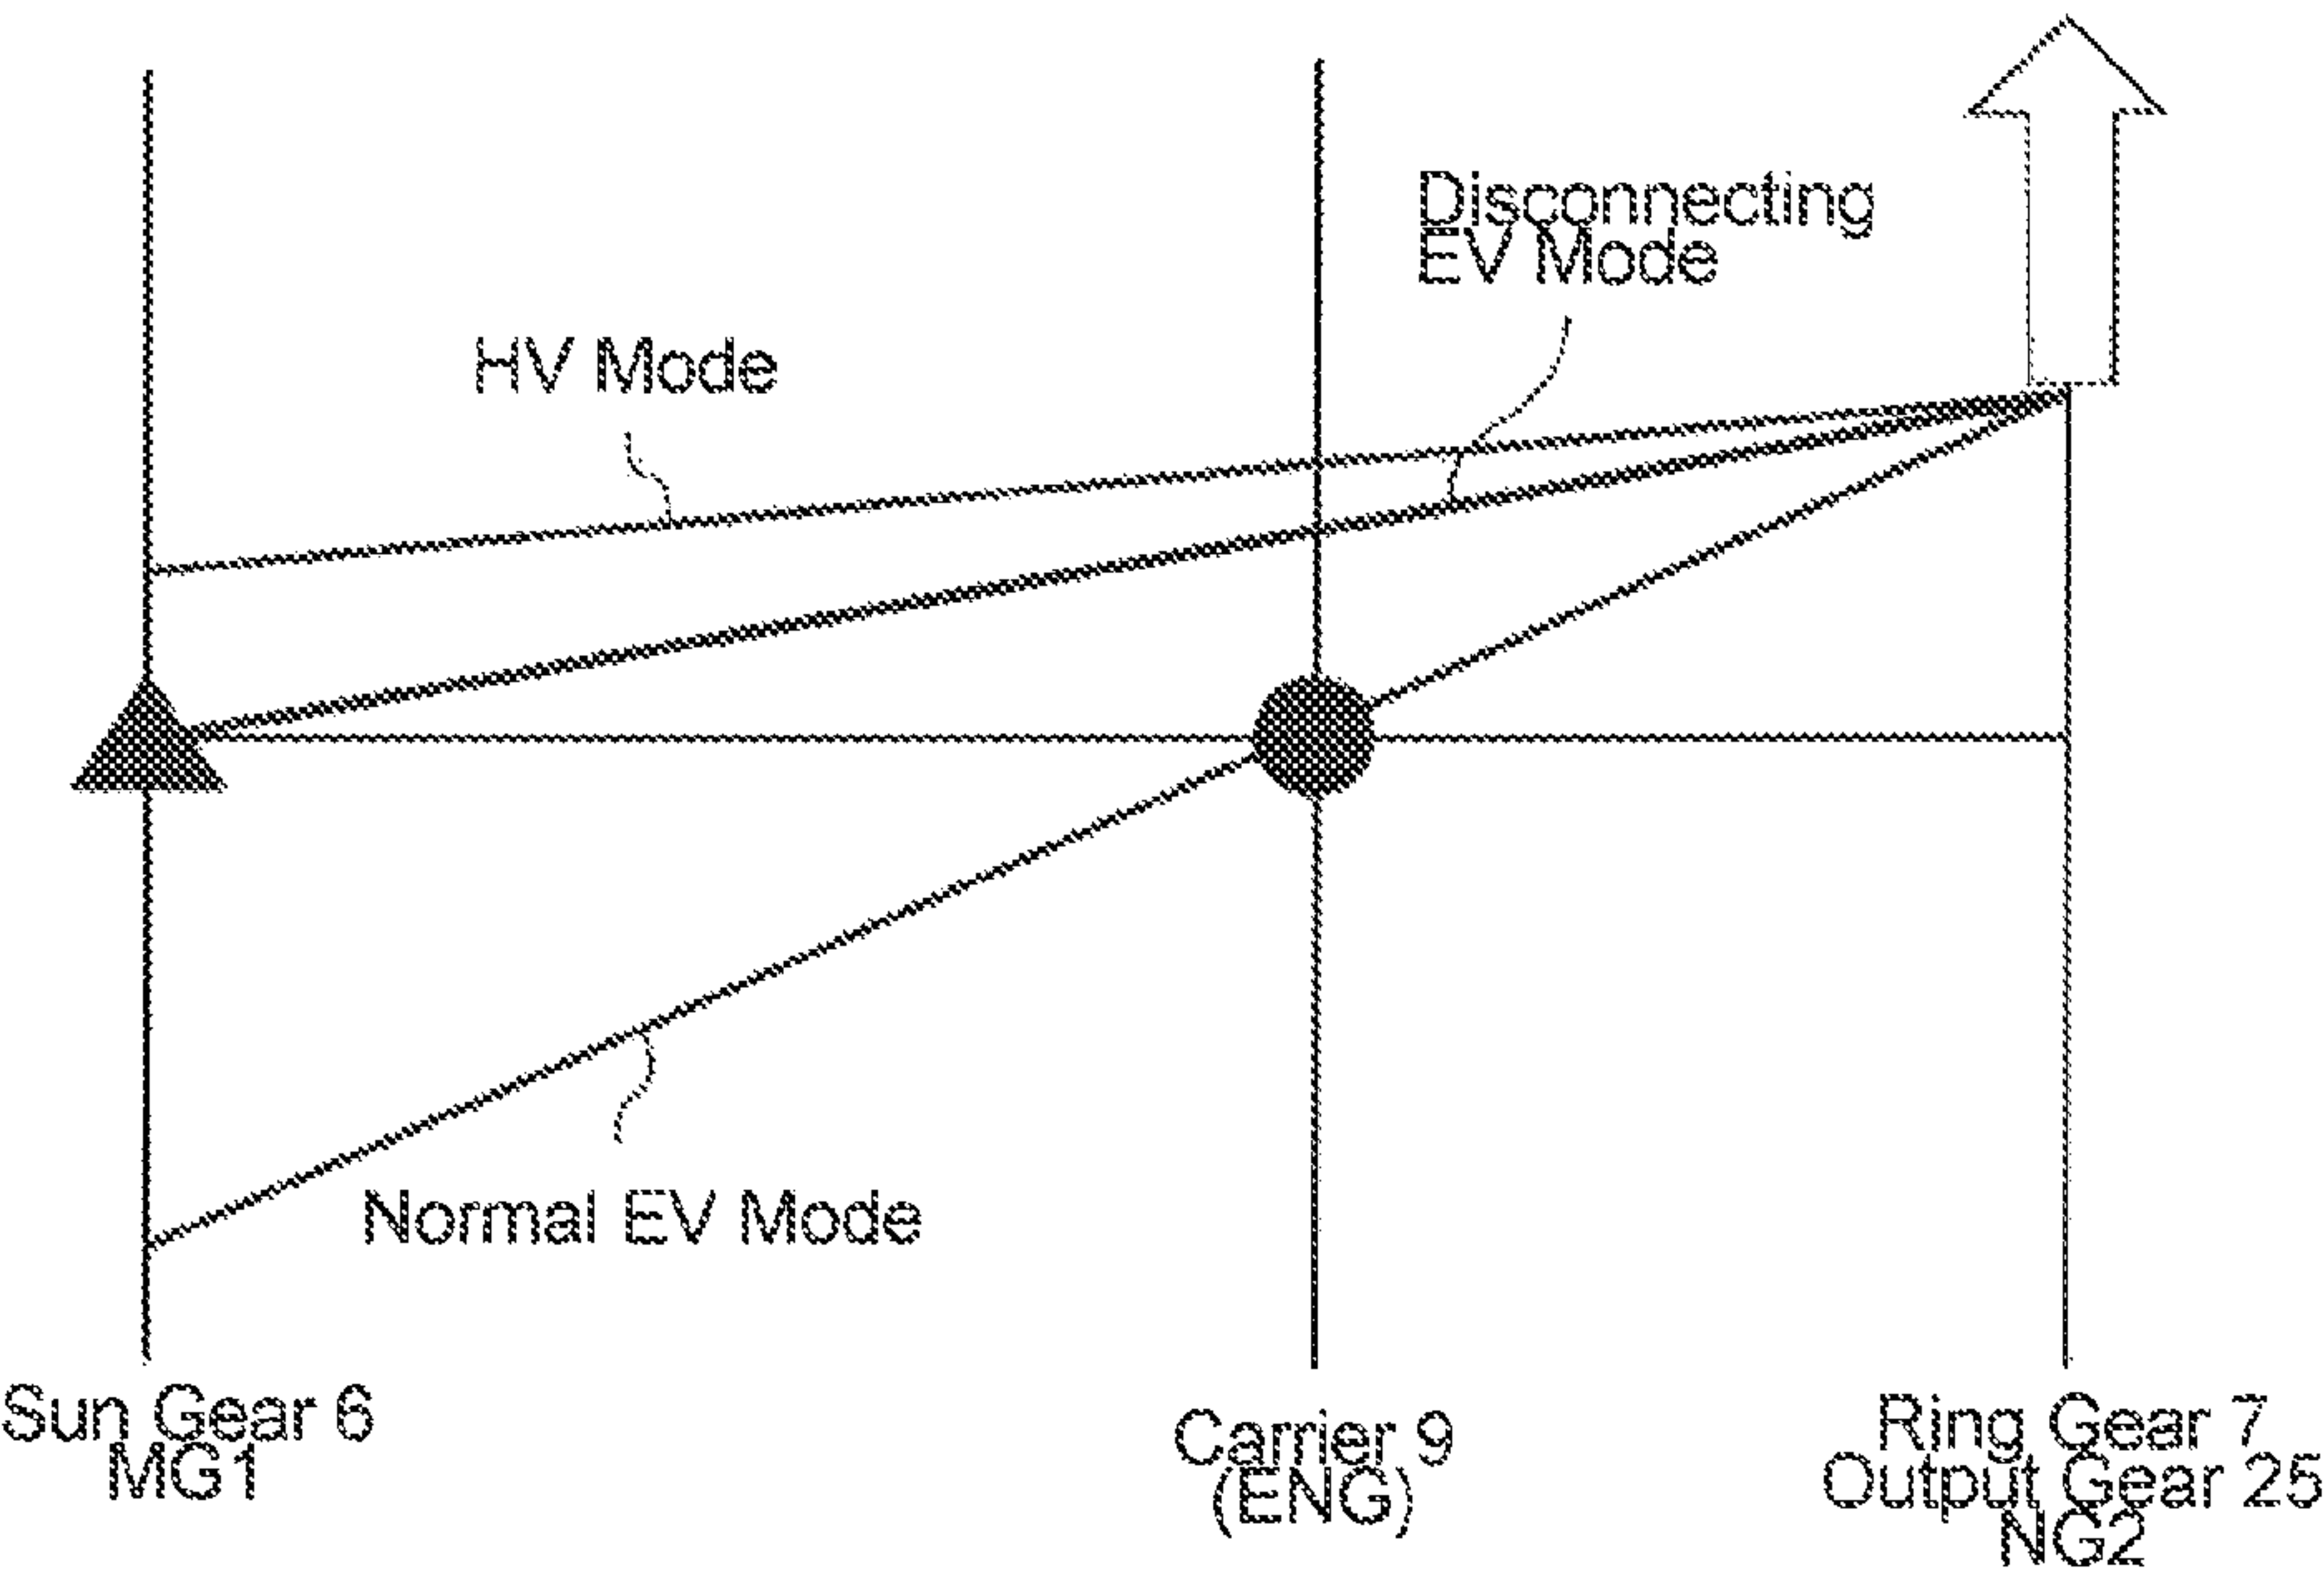 Disconnecting
EV Mode
HV Mode
Normal EV Mode
Sun Gear 6
MG1
Carrier 9
(ENG)
Ring Gear 7
Output Gear 25
NG2